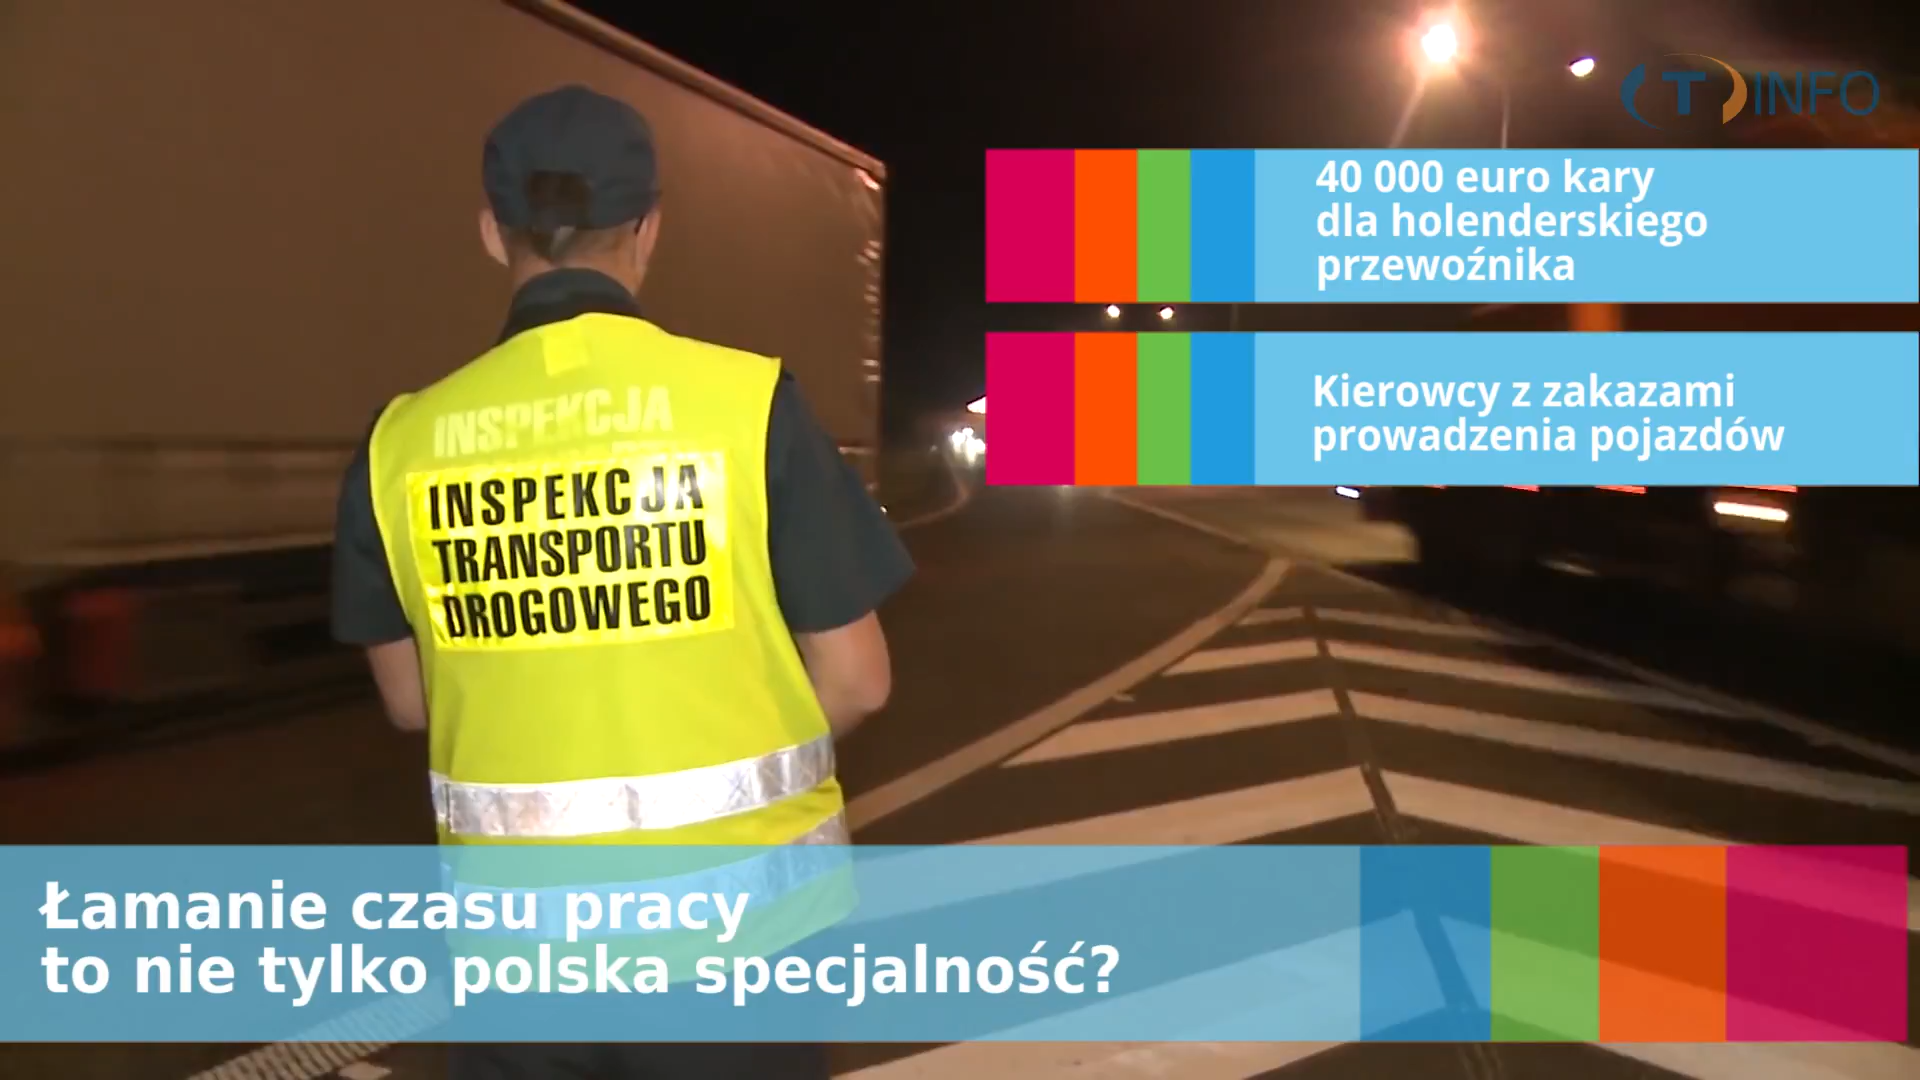 T INFO
40 000 euro kary
dla holenderskiego
przewoźnika
Kierowcy z zakazami
prowadzenia pojazdów
INSPEKCJA
INSPEKCJA
TRANSPORTU
DROGOWEGO
Łamanie czasu pracy
to nie tylko polska specjalność?